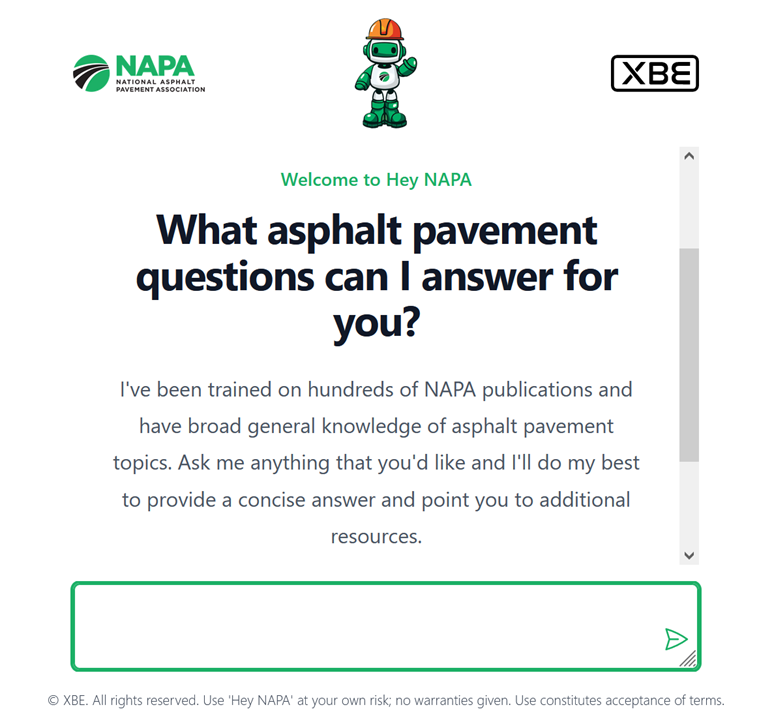 NAPA
NATIONAL ASPHALT
PAVEMENT ASSOCIATION
XBE
Welcome to Hey NAPA
What asphalt pavement
questions can I answer for
you?
I've been trained on hundreds of NAPA publications and
have broad general knowledge of asphalt pavement
topics. Ask me anything that you'd like and I'll do my best
to provide a concise answer and point you to additional
resources.
© XBE. All rights reserved. Use 'Hey NAPA' at your own risk; no warranties given. Use constitutes acceptance of terms.